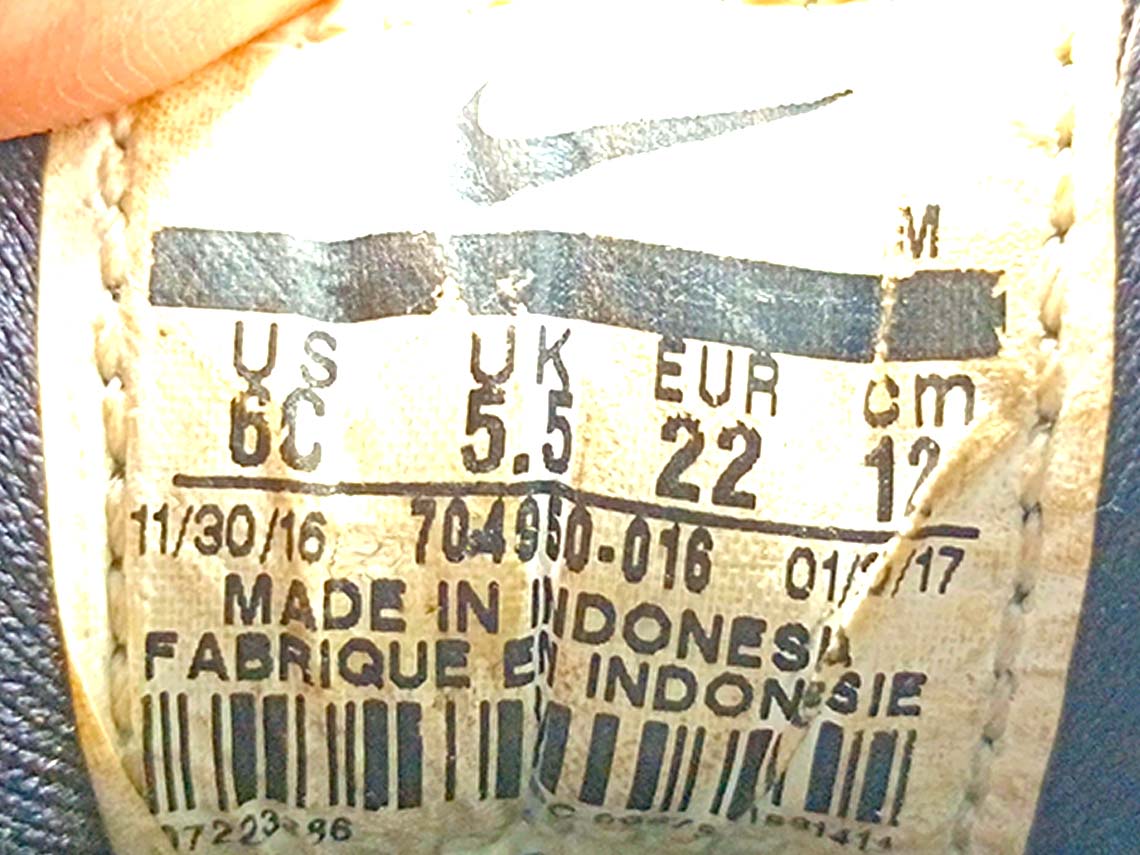 M
US UK EUR cm
6C 5.5 22 12
11/30/16 704950-016
MADE IN INDONESIA
FABRIQUE EN INDONESIE